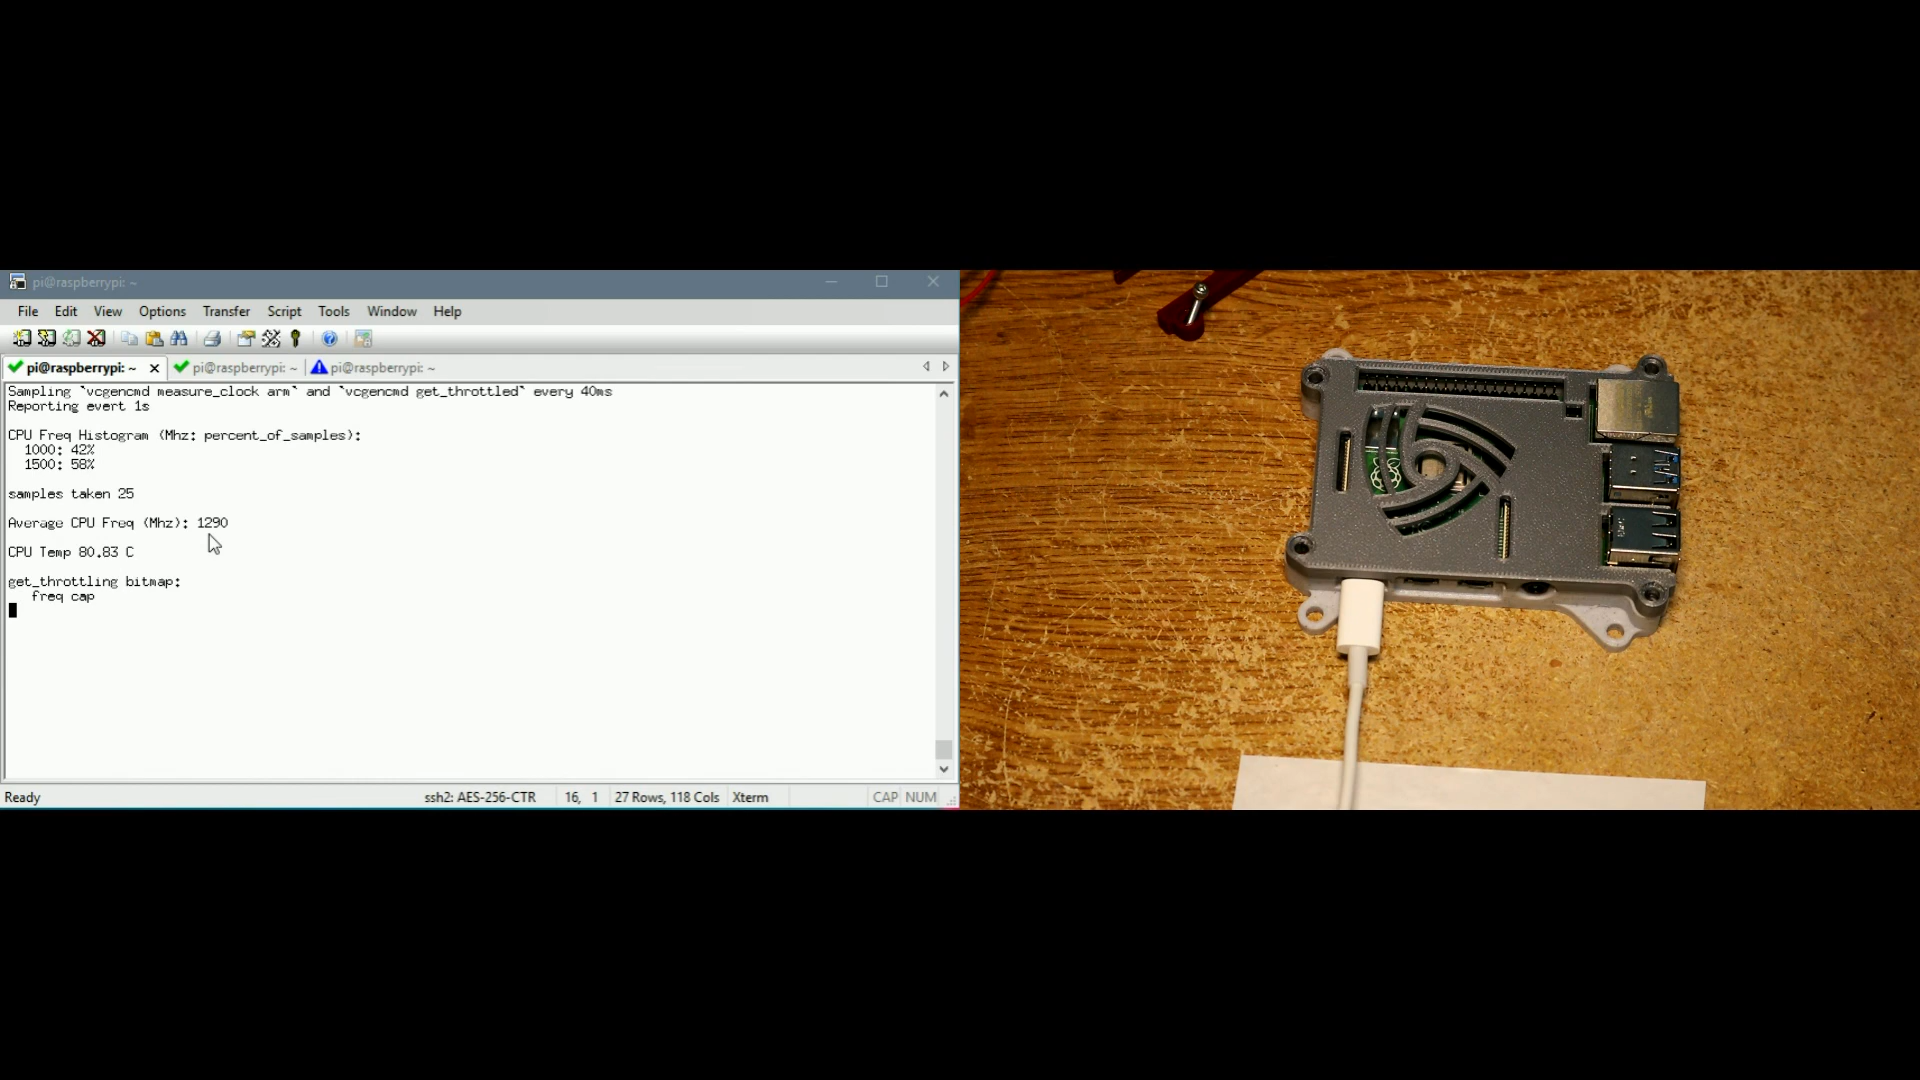 pi@raspberrypi: ~
File Edit View Options Transfer Script Tools Window Help
pi@raspberrypi: ~ pi@raspberrypi: ~ pi@raspberrypi: ~
Sampling `vcgencmd measure_clock arm` and `vcgencmd get_throttled` every 40ms
Reporting evert 1s
CPU Freq Histogram (Mhz: percent_of_samples):
1000: 42%
1500: 58%
samples taken 25
Average CPU Freq (Mhz): 1290
CPU Temp 80.83 C
get_throttling bitmap:
freq cap
Ready ssh2: AES-256-CTR 16, 1 27 Rows, 118 Cols Xterm CAP NUM